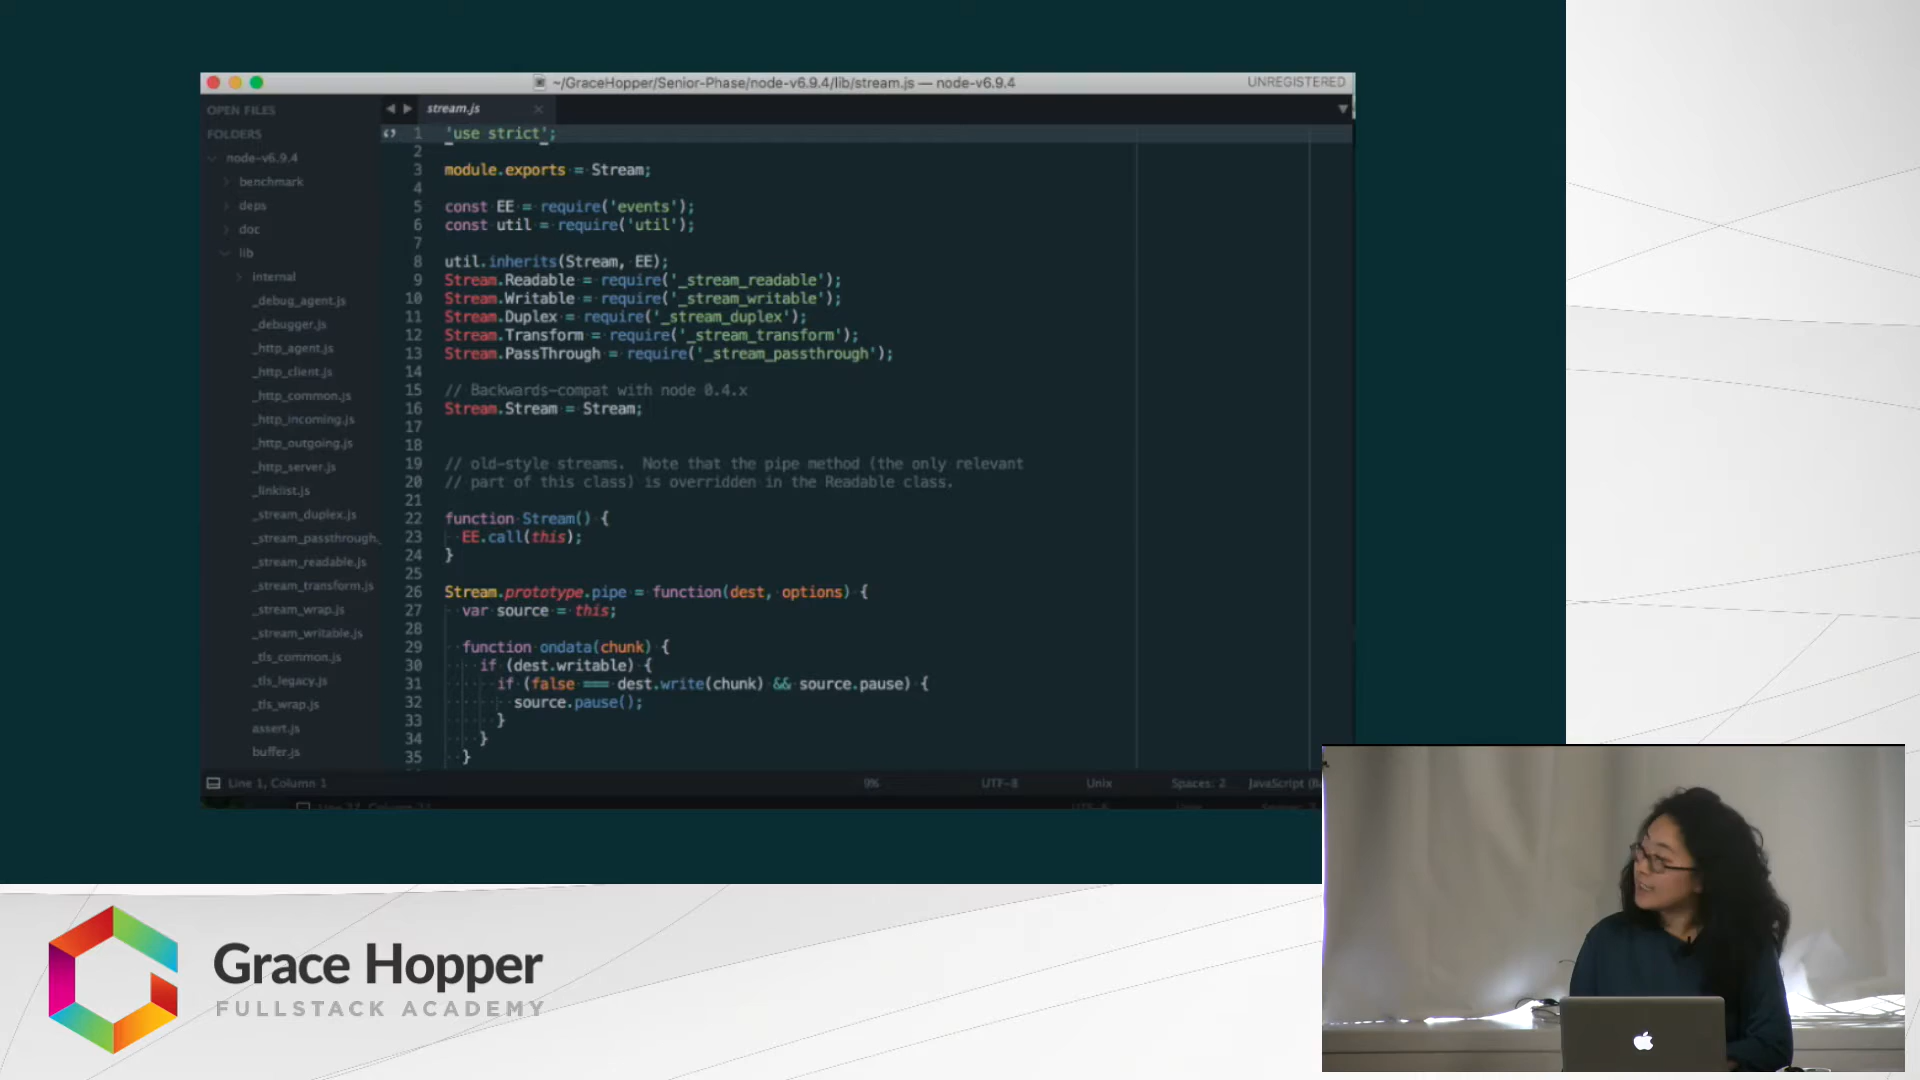 ~/GraceHopper/Senior-Phase/node-v6.9.4/lib/stream.js — node-v6.9.4
UNREGISTERED
OPEN FILES
FOLDERS
node-v6.9.4
benchmark
deps
doc
lib
internal
_debug_agent.js
_debugger.js
_http_agent.js
_http_client.js
_http_common.js
_http_incoming.js
_http_outgoing.js
_http_server.js
_linklist.js
_stream_duplex.js
_stream_passthrough.
_stream_readable.js
_stream_transform.js
_stream_wrap.js
_stream_writable.js
_tls_common.js
_tls_legacy.js
_tls_wrap.js
assert.js
buffer.js
stream.js
1 'use strict';
2
3 module.exports = Stream;
4
5 const EE = require('events');
6 const util = require('util');
7
8 util.inherits(Stream, EE);
9 Stream.Readable = require('_stream_readable');
10 Stream.Writable = require('_stream_writable');
11 Stream.Duplex = require('_stream_duplex');
12 Stream.Transform = require('_stream_transform');
13 Stream.PassThrough = require('_stream_passthrough');
14
15 // Backwards-compat with node 0.4.x
16 Stream.Stream = Stream;
17
18
19 // old-style streams.  Note that the pipe method (the only relevant
20 // part of this class) is overridden in the Readable class.
21
22 function Stream() {
23   EE.call(this);
24 }
25
26 Stream.prototype.pipe = function(dest, options) {
27   var source = this;
28
29   function ondata(chunk) {
30     if (dest.writable) {
31       if (false === dest.write(chunk) && source.pause) {
32         source.pause();
33       }
34     }
35   }
Line 1, Column 1
9%
UTF-8
Unix
Spaces: 2
JavaScript (B
Grace Hopper
FULLSTACK ACADEMY